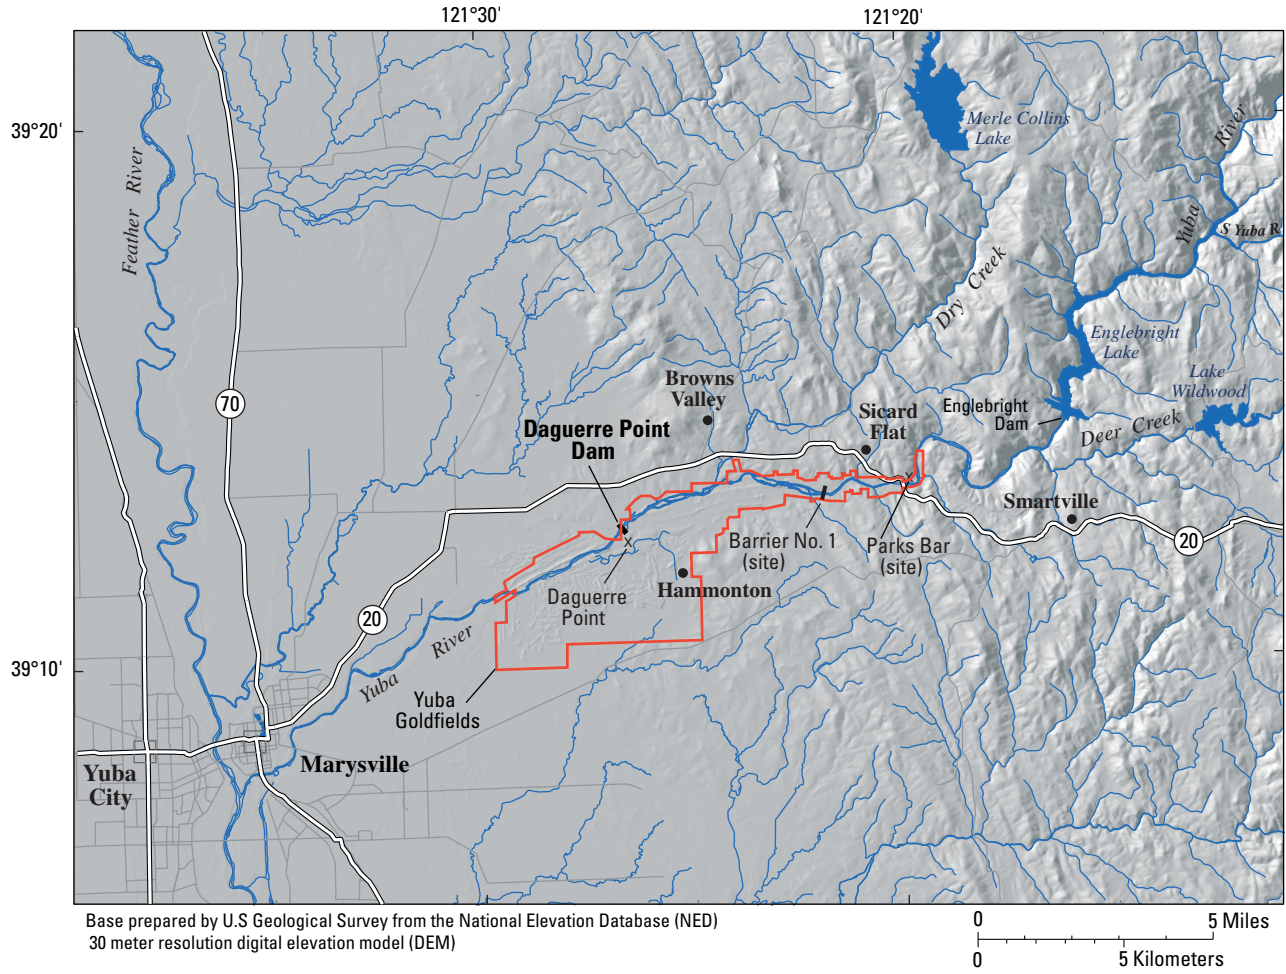 121°30'
121°20'
39°20'
39°10'
Merle Collins
Lake
River
Yuba
S Yuba R
Feather River
Dry Creek
Englebright
Lake
Lake
Wildwood
Englebright
Dam
Deer Creek
Browns
Valley
Sicard
Flat
70
Daguerre Point
Dam
Smartville
20
Barrier No. 1
(site)
Parks Bar
(site)
Hammonton
Daguerre
Point
20
River
Yuba
Yuba
Goldfields
Marysville
Yuba
City
Base prepared by U.S Geological Survey from the National Elevation Database (NED)
30 meter resolution digital elevation model (DEM)
0
5 Miles
0
5 Kilometers